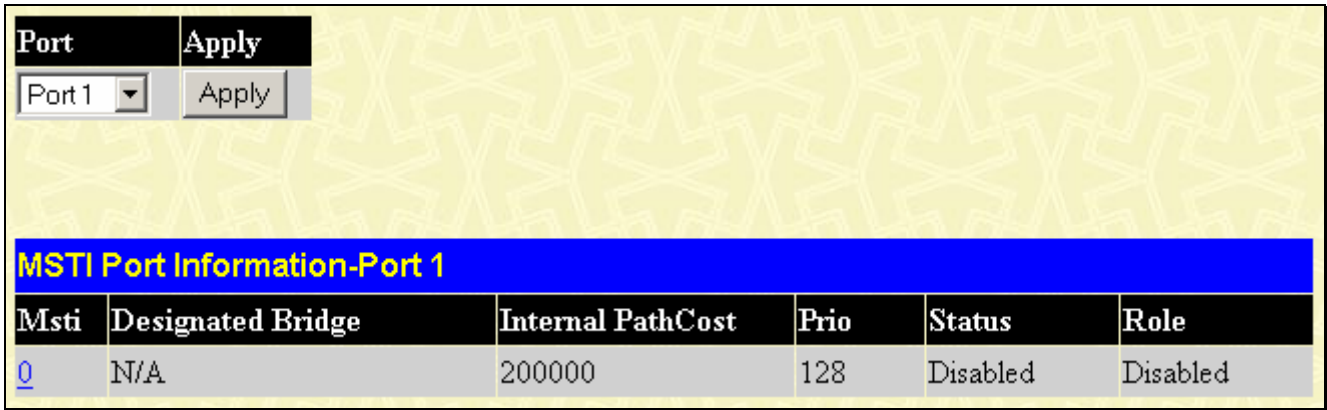 Port Apply
Port 1 Apply
MSTI Port Information-Port 1
Msti Designated Bridge Internal PathCost Prio Status Role
0 N/A 200000 128 Disabled Disabled